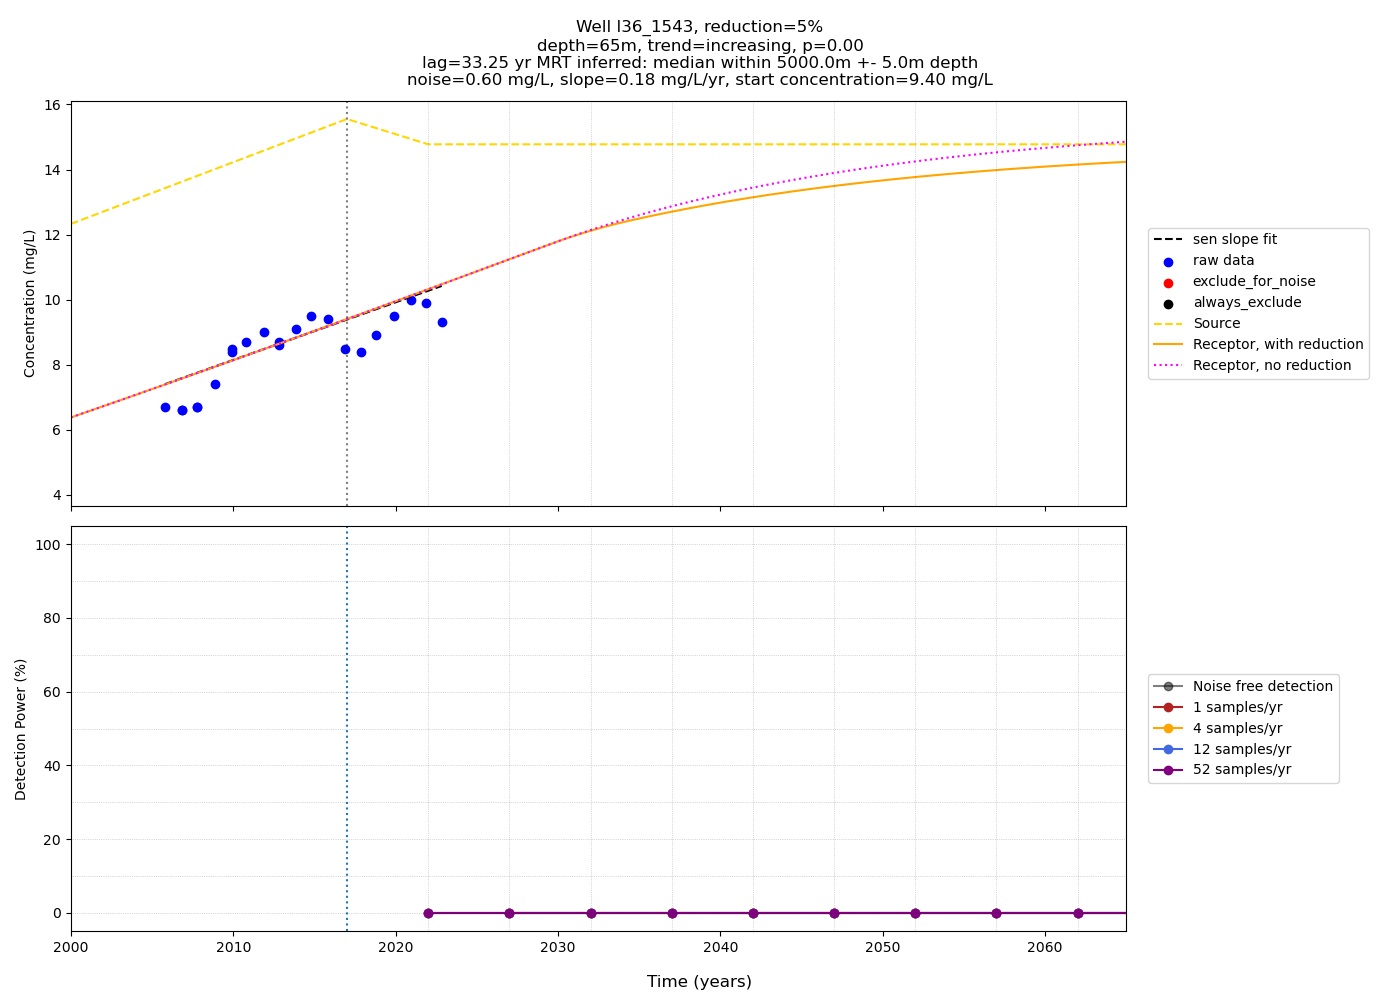 Well l36_1543, reduction=5%
depth=65m, trend=increasing, p=0.00
lag=33.25 yr MRT inferred: median within 5000.0m +- 5.0m depth
noise=0.60 mg/L, slope=0.18 mg/L/yr, start concentration=9.40 mg/L
16
14
12
10
8
6
4
Concentration (mg/L)
sen slope fit
raw data
exclude_for_noise
always_exclude
Source
Receptor, with reduction
Receptor, no reduction
100
80
60
40
20
0
Detection Power (%)
Noise free detection
1 samples/yr
4 samples/yr
12 samples/yr
52 samples/yr
2000 2010 2020 2030 2040 2050 2060
Time (years)